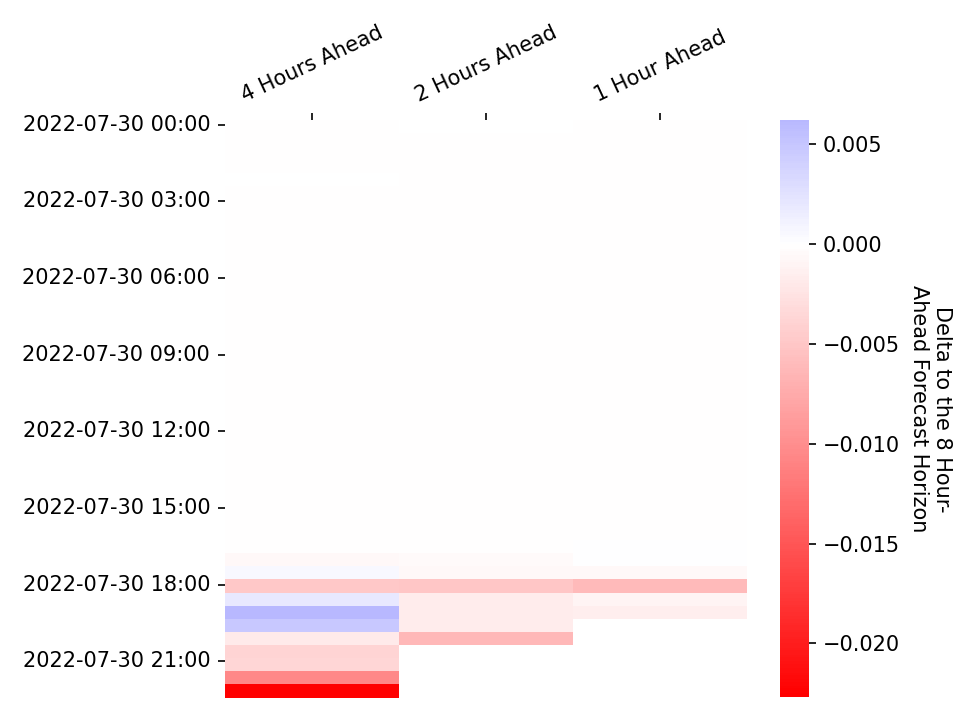 4 Hours Ahead
2 Hours Ahead
1 Hour Ahead
2022-07-30 00:00
2022-07-30 03:00
2022-07-30 06:00
2022-07-30 09:00
2022-07-30 12:00
2022-07-30 15:00
2022-07-30 18:00
2022-07-30 21:00
0.005
0.000
−0.005
−0.010
−0.015
−0.020
Delta to the 8 Hour-
Ahead Forecast Horizon